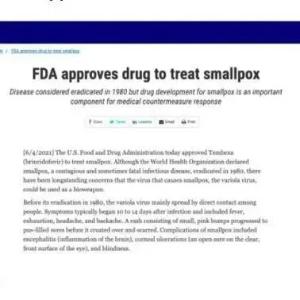 FDA approves drug to treat smallpox
FDA approves drug to treat smallpox
Disease considered eradicated in 1980 but drug development for smallpox is an important
component for medical countermeasure response
Share Tweet Linkedin Email Print
[6/4/2021] The U.S. Food and Drug Administration today approved Tembexa
(brincidofovir) to treat smallpox. Although the World Health Organization declared
smallpox, a contagious and sometimes fatal infectious disease, eradicated in 1980, there
have been longstanding concerns that the virus that causes smallpox, the variola virus,
could be used as a bioweapon.
Before its eradication in 1980, the variola virus mainly spread by direct contact among
people. Symptoms typically began 10 to 14 days after infection and included fever,
exhaustion, headache, and backache. A rash consisting of small, pink bumps progressed to
pus-filled sores before it crusted over and scarred. Complications of smallpox included
encephalitis (inflammation of the brain), corneal ulcerations (an open sore on the clear,
front surface of the eye), and blindness.